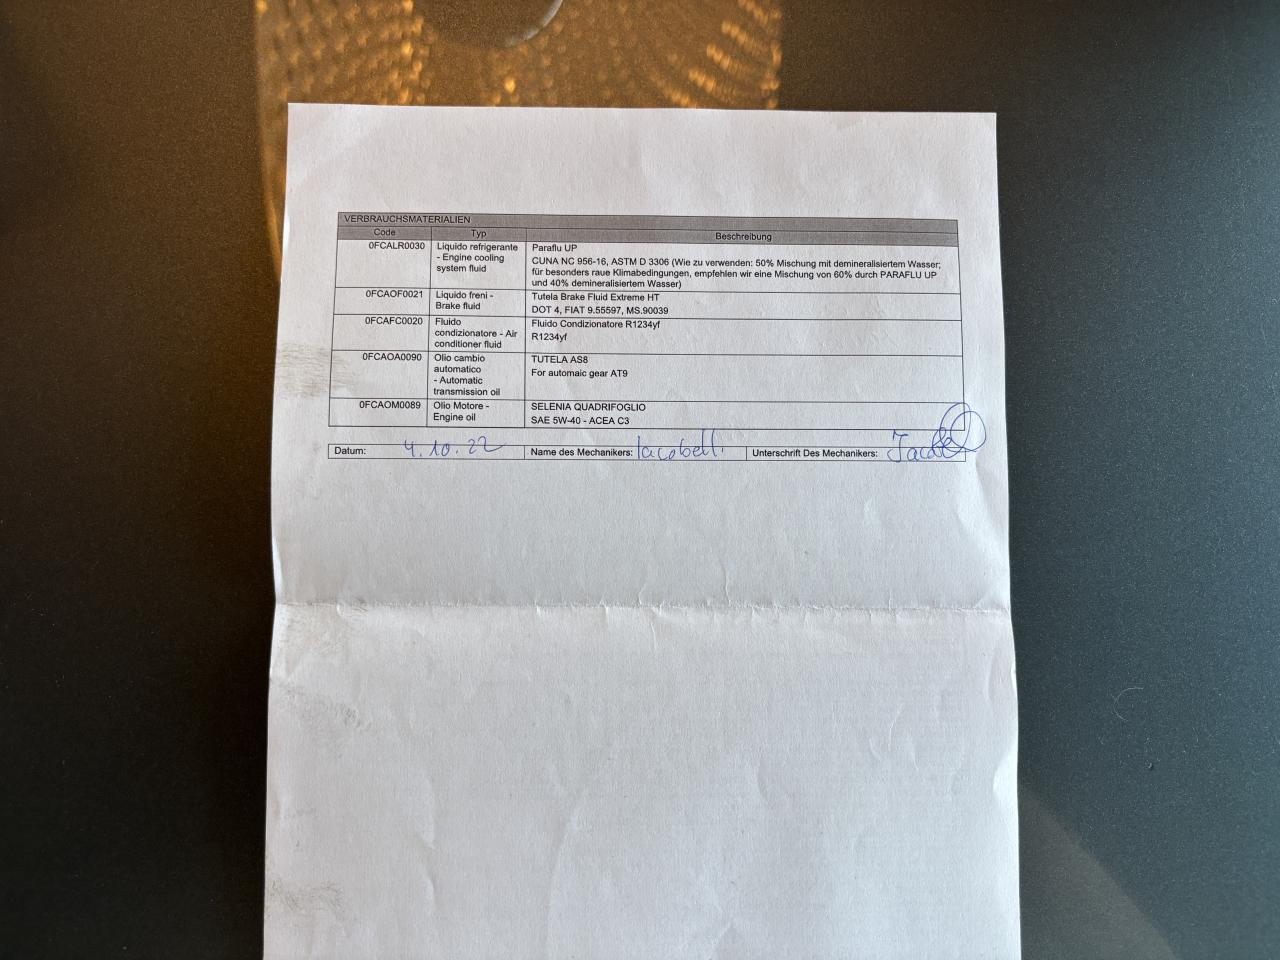 VERBRAUCHSMATERIALIEN
Code Typ Beschreibung
0FCALR0030 Liquido refrigerante - Engine cooling system fluid
Paraflu UP
CUNA NC 956-16, ASTM D 3306 (Wie zu verwenden: 50% Mischung mit demineralisiertem Wasser;
für besonders raue Klimabedingungen, empfehlen wir eine Mischung von 60% durch PARAFLU UP
und 40% demineralisiertem Wasser)
0FCAOF0021 Liquido freni - Brake fluid
Tutela Brake Fluid Extreme HT
DOT 4, FIAT 9.55597, MS.90039
0FCAFC0020 Fluido condizionatore - Air conditioner fluid
Fluido Condizionatore R1234yf
R1234yf
0FCAOA0090 Olio cambio automatico - Automatic transmission oil
TUTELA AS8
For automaic gear AT9
0FCAOM0089 Olio Motore - Engine oil
SELENIA QUADRIFOGLIO
SAE 5W-40 - ACEA C3
Datum: 4.10.22 Name des Mechanikers: Iacobelli Unterschrift Des Mechanikers: